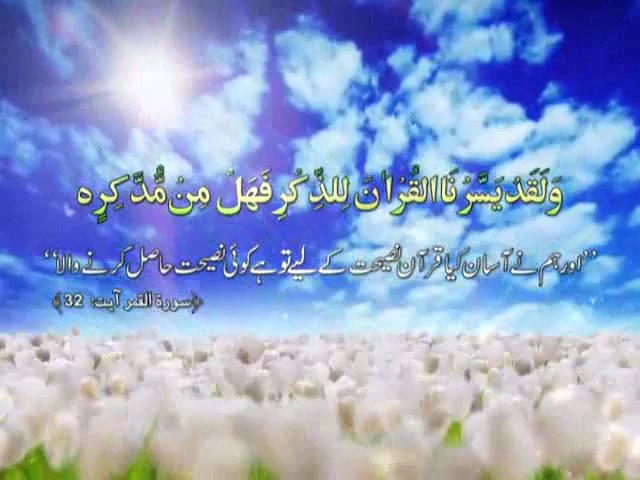 وَلَقَدْ يَسَّرْنَا الْقُرْاٰنَ لِلذِّكْرِ فَهَلْ مِنْ مُّدَّكِرٍ ہ
’’اور ہم نے آسان کیا قرآن نصیحت کے لیے تو ہے کوئی نصیحت حاصل کرنے والا‘‘
﴿سورۃ القمر آیت: 32﴾